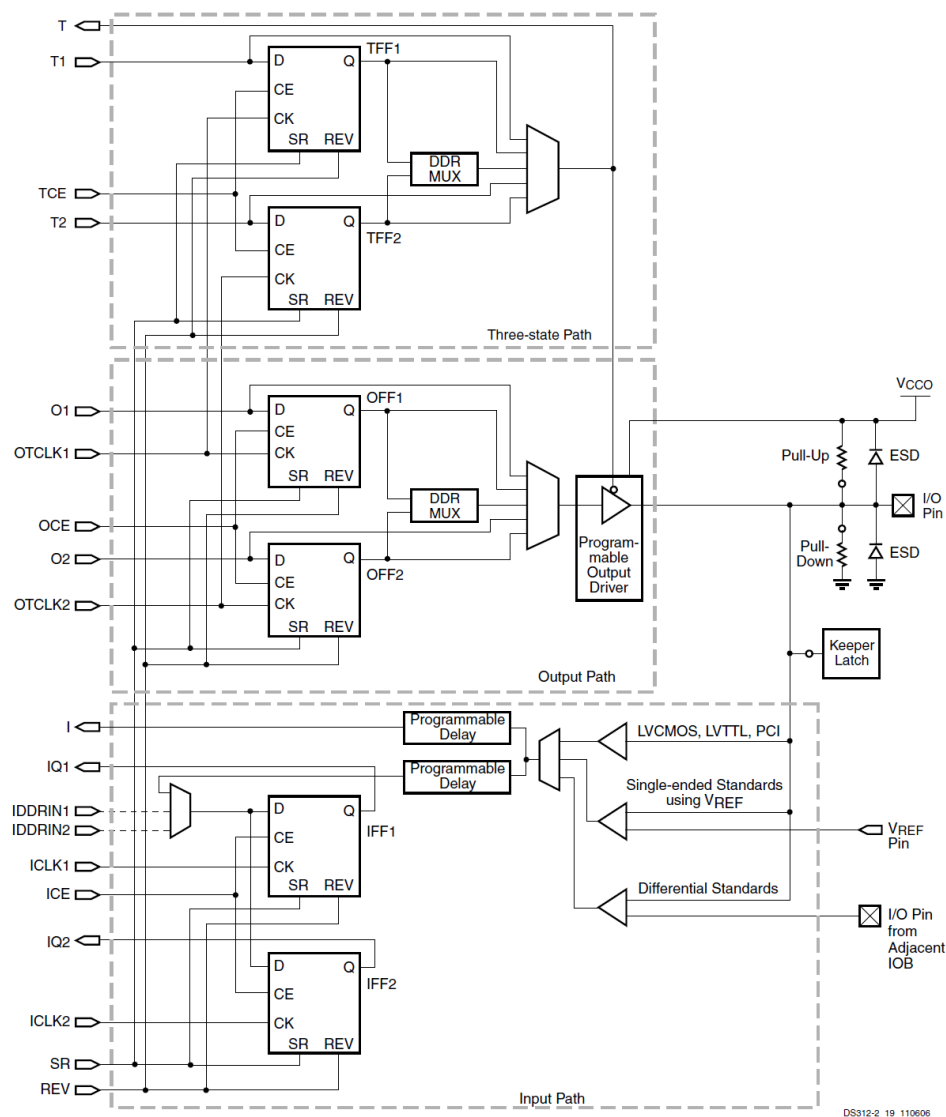 T
T1
TCE
T2
D
Q
TFF1
CE
CK
SR REV
DDR
MUX
D
Q
TFF2
CE
CK
SR REV
Three-state Path
O1
OTCLK1
OCE
O2
OTCLK2
D
Q
OFF1
CE
CK
SR REV
DDR
MUX
D
Q
OFF2
CE
CK
SR REV
Program-
mable
Output
Driver
Output Path
VCCO
Pull-Up
ESD
I/O
Pin
Pull-
Down
ESD
Keeper
Latch
I
IQ1
IDDRIN1
IDDRIN2
ICLK1
ICE
IQ2
ICLK2
SR
REV
Programmable
Delay
Programmable
Delay
D
Q
IFF1
CE
CK
SR REV
D
Q
IFF2
CE
CK
SR REV
LVCMOS, LVTTL, PCI
Single-ended Standards
using VREF
VREF
Pin
Differential Standards
I/O Pin
from
Adjacent
IOB
Input Path
DS312-2_19_110606